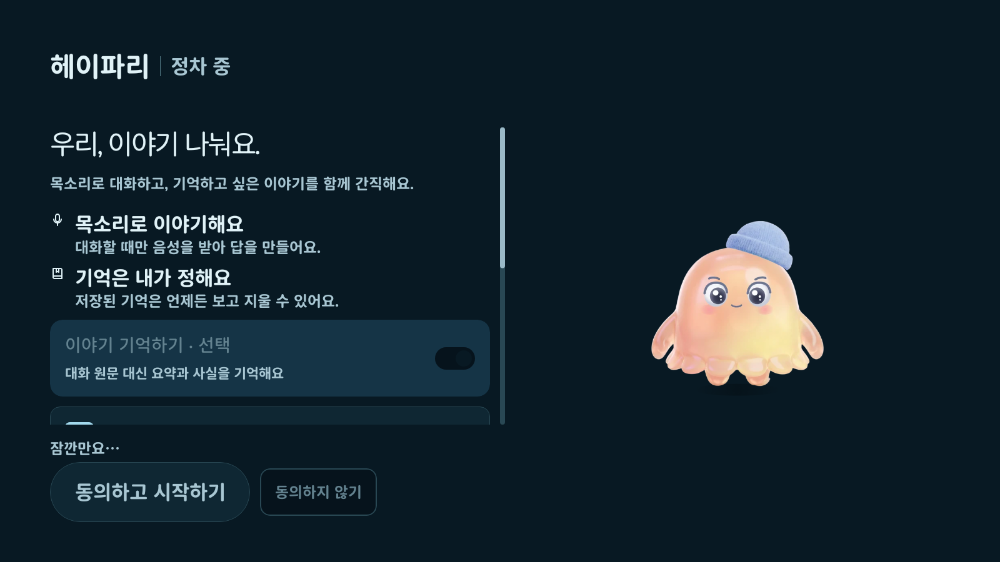 헤이파리 정차 중
우리, 이야기 나눠요.
목소리로 대화하고, 기억하고 싶은 이야기를 함께 간직해요.
목소리로 이야기해요
대화할 때만 음성을 받아 답을 만들어요.
기억은 내가 정해요
저장된 기억은 언제든 보고 지울 수 있어요.
이야기 기억하기 · 선택
대화 원문 대신 요약과 사실을 기억해요
잠깐만요…
동의하고 시작하기 동의하지 않기